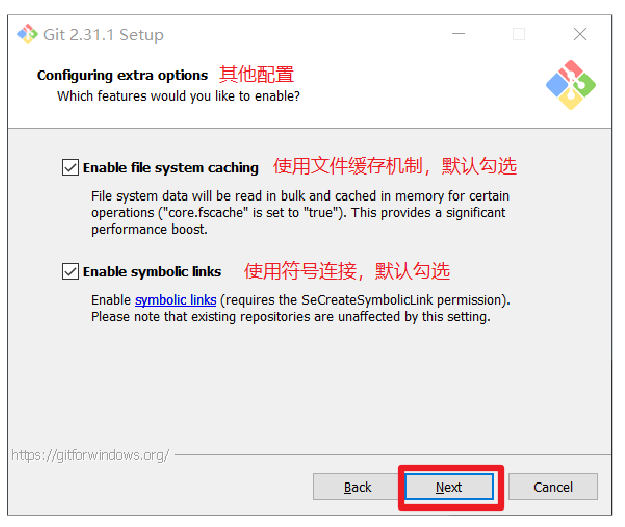 Git 2.31.1 Setup
Configuring extra options 其他配置
Which features would you like to enable?
Enable file system caching 使用文件缓存机制，默认勾选
File system data will be read in bulk and cached in memory for certain
operations ("core.fscache" is set to "true"). This provides a significant
performance boost.
Enable symbolic links 使用符号连接，默认勾选
Enable symbolic links (requires the SeCreateSymbolicLink permission).
Please note that existing repositories are unaffected by this setting.
https://gitforwindows.org/
Back Next Cancel